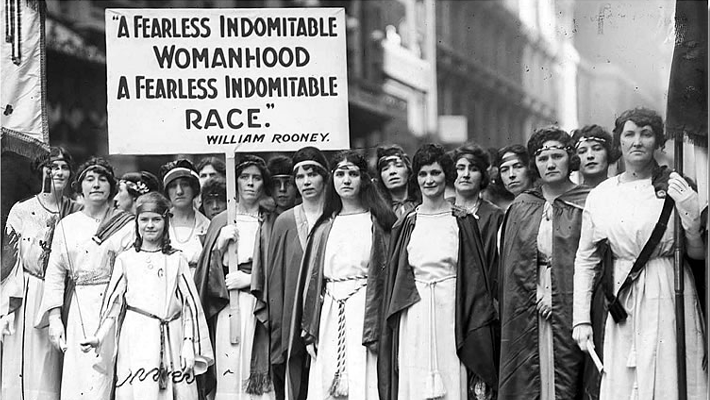 "A FEARLESS INDOMITABLE
WOMANHOOD
A FEARLESS INDOMITABLE
RACE."
WILLIAM ROONEY.